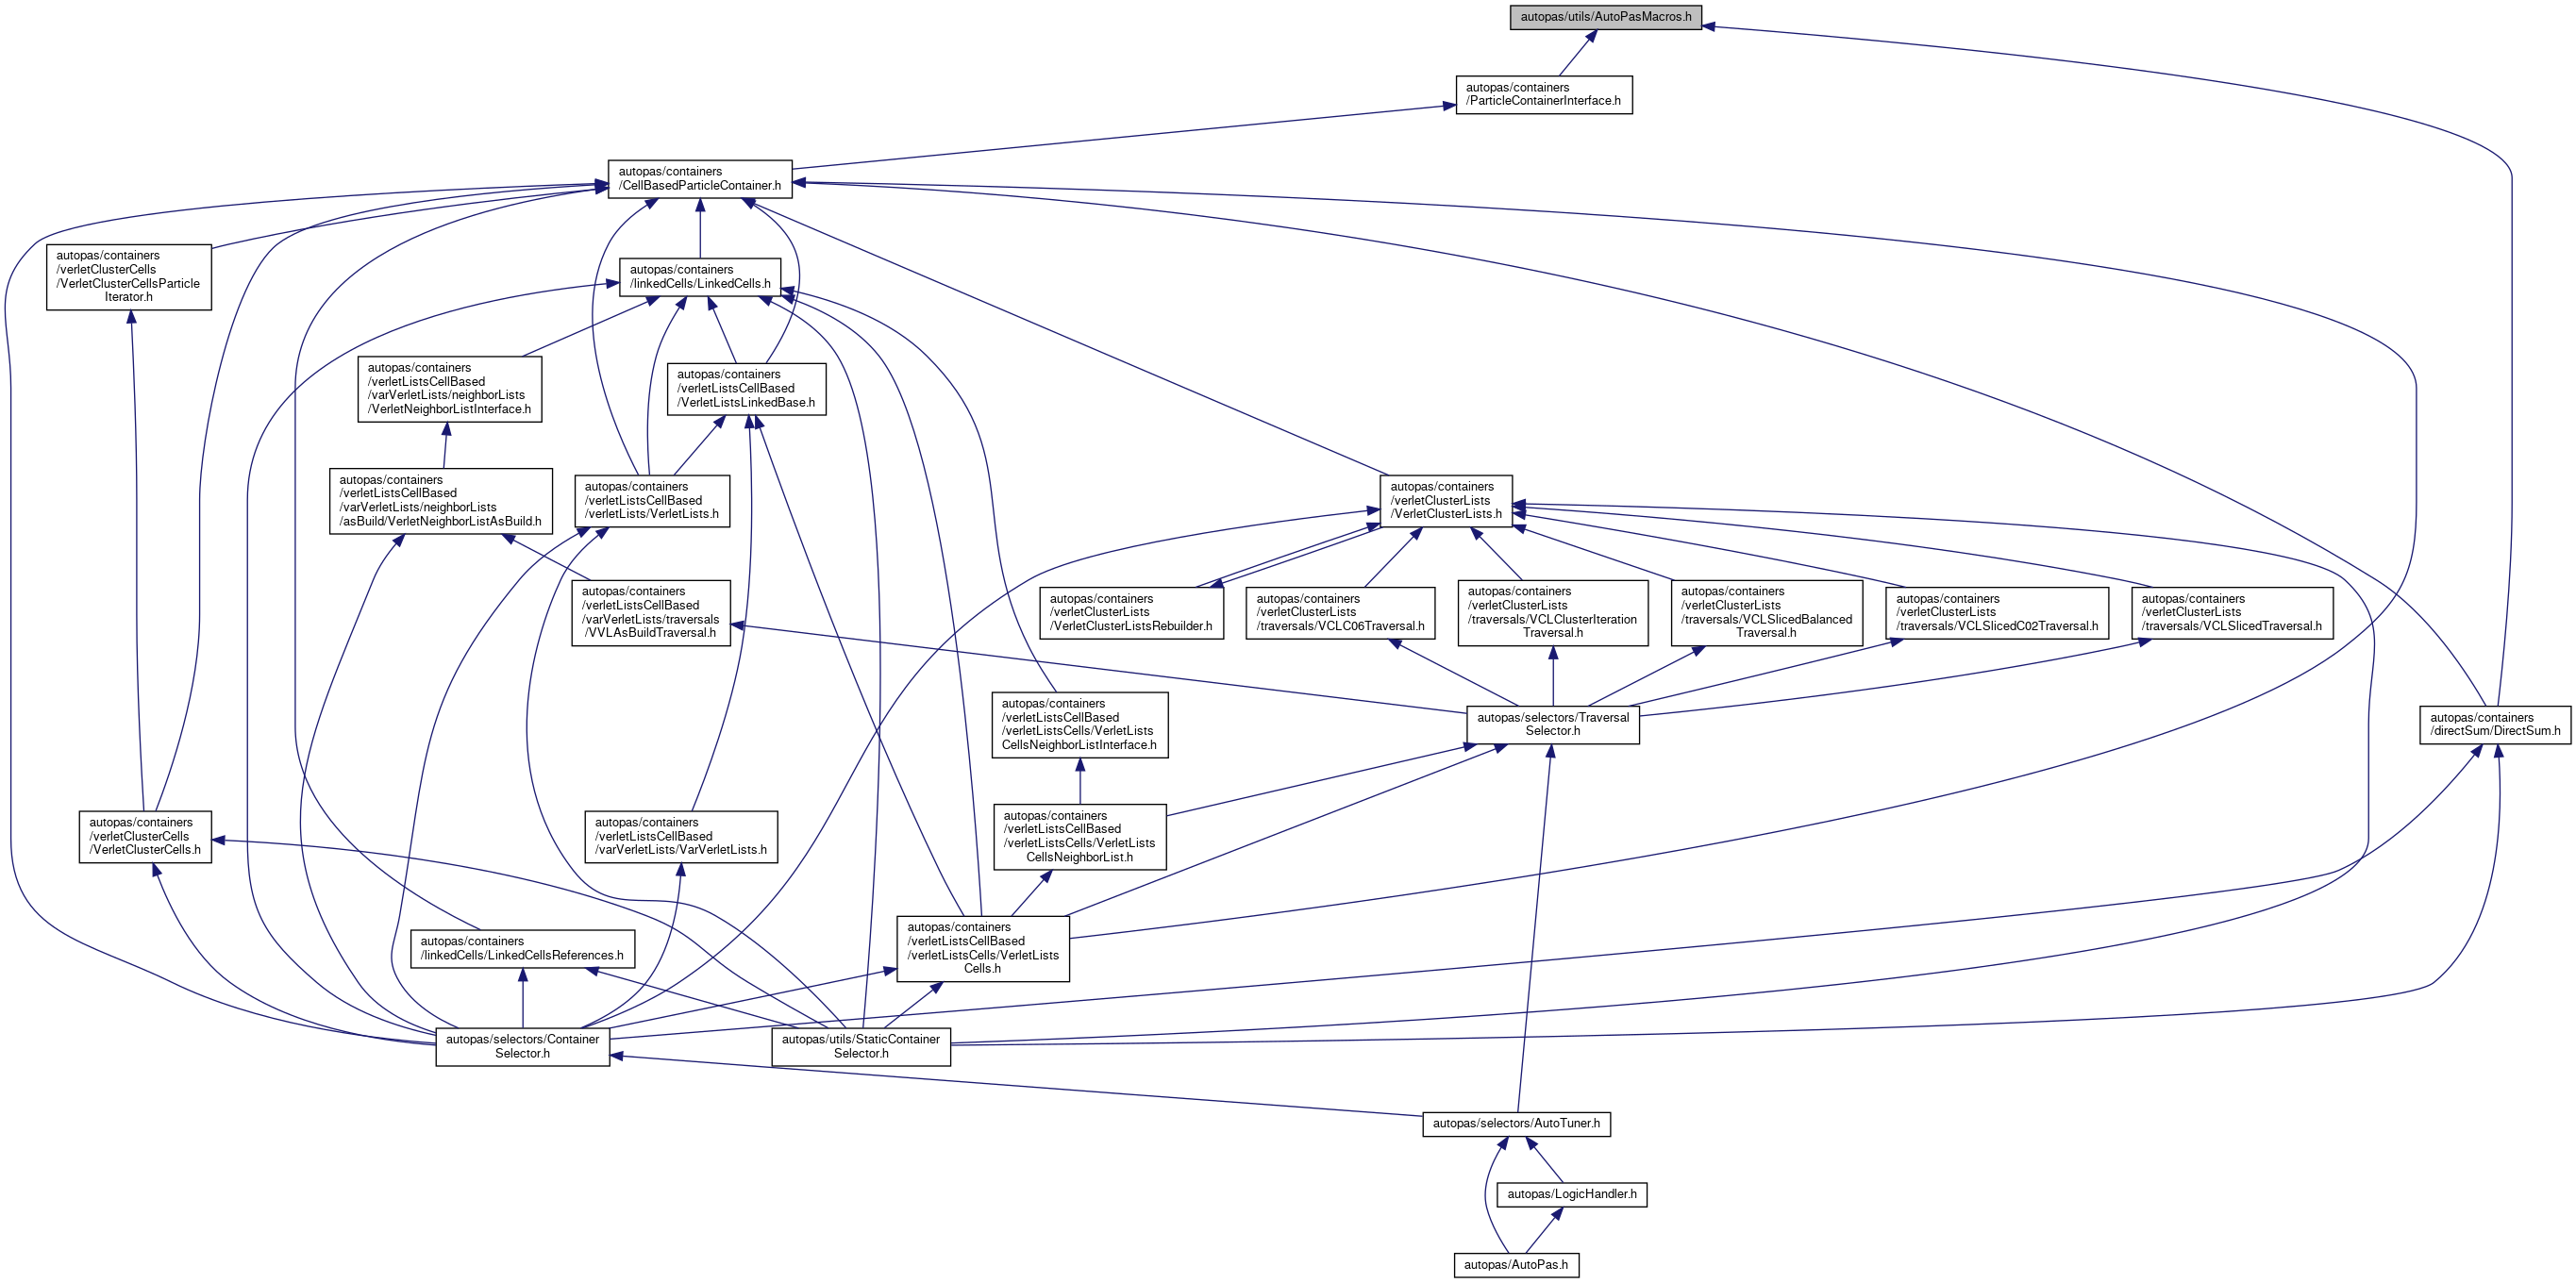 autopas/utils/AutoPasMacros.h
autopas/containers
/ParticleContainerInterface.h
autopas/containers
/CellBasedParticleContainer.h
autopas/containers
/verletClusterCells
/VerletClusterCellsParticle
Iterator.h
autopas/containers
/linkedCells/LinkedCells.h
autopas/containers
/verletListsCellBased
/varVerletLists/neighborLists
/VerletNeighborListInterface.h
autopas/containers
/verletListsCellBased
/VerletListsLinkedBase.h
autopas/containers
/verletListsCellBased
/varVerletLists/neighborLists
/asBuild/VerletNeighborListAsBuild.h
autopas/containers
/verletListsCellBased
/verletLists/VerletLists.h
autopas/containers
/verletClusterLists
/VerletClusterLists.h
autopas/containers
/verletListsCellBased
/varVerletLists/traversals
/VVLAsBuildTraversal.h
autopas/containers
/verletClusterLists
/VerletClusterListsRebuilder.h
autopas/containers
/verletClusterLists
/traversals/VCLC06Traversal.h
autopas/containers
/verletClusterLists
/traversals/VCLClusterIteration
Traversal.h
autopas/containers
/verletClusterLists
/traversals/VCLSlicedBalanced
Traversal.h
autopas/containers
/verletClusterLists
/traversals/VCLSlicedC02Traversal.h
autopas/containers
/verletClusterLists
/traversals/VCLSlicedTraversal.h
autopas/containers
/verletListsCellBased
/verletListsCells/VerletLists
CellsNeighborListInterface.h
autopas/selectors/Traversal
Selector.h
autopas/containers
/directSum/DirectSum.h
autopas/containers
/verletClusterCells
/VerletClusterCells.h
autopas/containers
/verletListsCellBased
/varVerletLists/VarVerletLists.h
autopas/containers
/verletListsCellBased
/verletListsCells/VerletLists
CellsNeighborList.h
autopas/containers
/linkedCells/LinkedCellsReferences.h
autopas/containers
/verletListsCellBased
/verletListsCells/VerletLists
Cells.h
autopas/selectors/Container
Selector.h
autopas/utils/StaticContainer
Selector.h
autopas/selectors/AutoTuner.h
autopas/LogicHandler.h
autopas/AutoPas.h